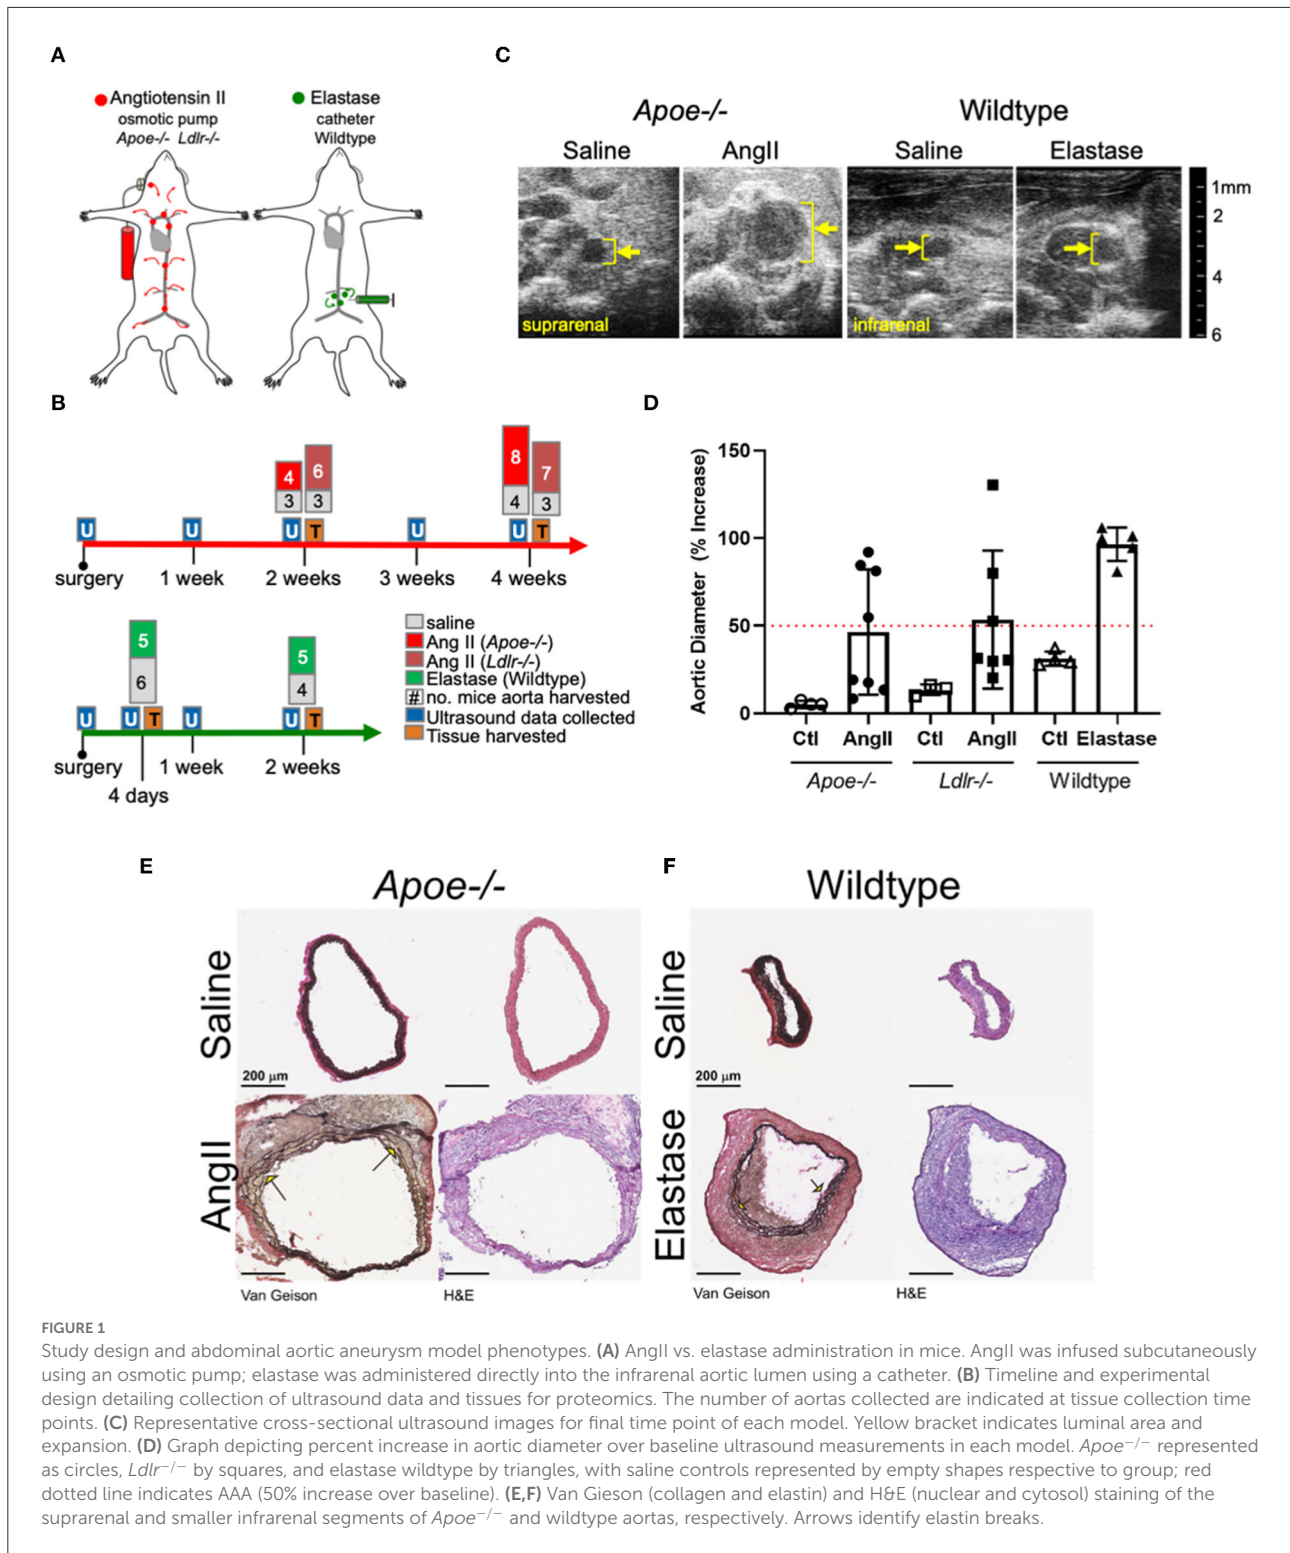 A
Angtiotensin II
osmotic pump
Apoe-/- Ldlr-/-
Elastase
catheter
Wildtype
C
Apoe-/-
Wildtype
Saline
AngII
Saline
Elastase
suprarenal
infrarenal
1mm
2
4
6
B
4
6
3
3
8
7
4
3
U
U
U
T
U
U
T
surgery
1 week
2 weeks
3 weeks
4 weeks
5
6
5
4
U
U
T
U
U
T
surgery
4 days
1 week
2 weeks
saline
Ang II (Apoe-/-)
Ang II (Ldlr-/-)
Elastase (Wildtype)
# no. mice aorta harvested
Ultrasound data collected
Tissue harvested
D
Aortic Diameter (% Increase)
150
100
50
0
Ctl AngII Ctl AngII Ctl Elastase
Apoe-/- Ldlr-/- Wildtype
E
Apoe-/-
Saline
200 µm
AngII
Van Geison
H&E
F
Wildtype
Saline
200 µm
Elastase
Van Geison
H&E
FIGURE 1
Study design and abdominal aortic aneurysm model phenotypes. (A) AngII vs. elastase administration in mice. AngII was infused subcutaneously
using an osmotic pump; elastase was administered directly into the infrarenal aortic lumen using a catheter. (B) Timeline and experimental
design detailing collection of ultrasound data and tissues for proteomics. The number of aortas collected are indicated at tissue collection time
points. (C) Representative cross-sectional ultrasound images for final time point of each model. Yellow bracket indicates luminal area and
expansion. (D) Graph depicting percent increase in aortic diameter over baseline ultrasound measurements in each model. Apoe−/− represented
as circles, Ldlr−/− by squares, and elastase wildtype by triangles, with saline controls represented by empty shapes respective to group; red
dotted line indicates AAA (50% increase over baseline). (E,F) Van Gieson (collagen and elastin) and H&E (nuclear and cytosol) staining of the
suprarenal and smaller infrarenal segments of Apoe−/− and wildtype aortas, respectively. Arrows identify elastin breaks.